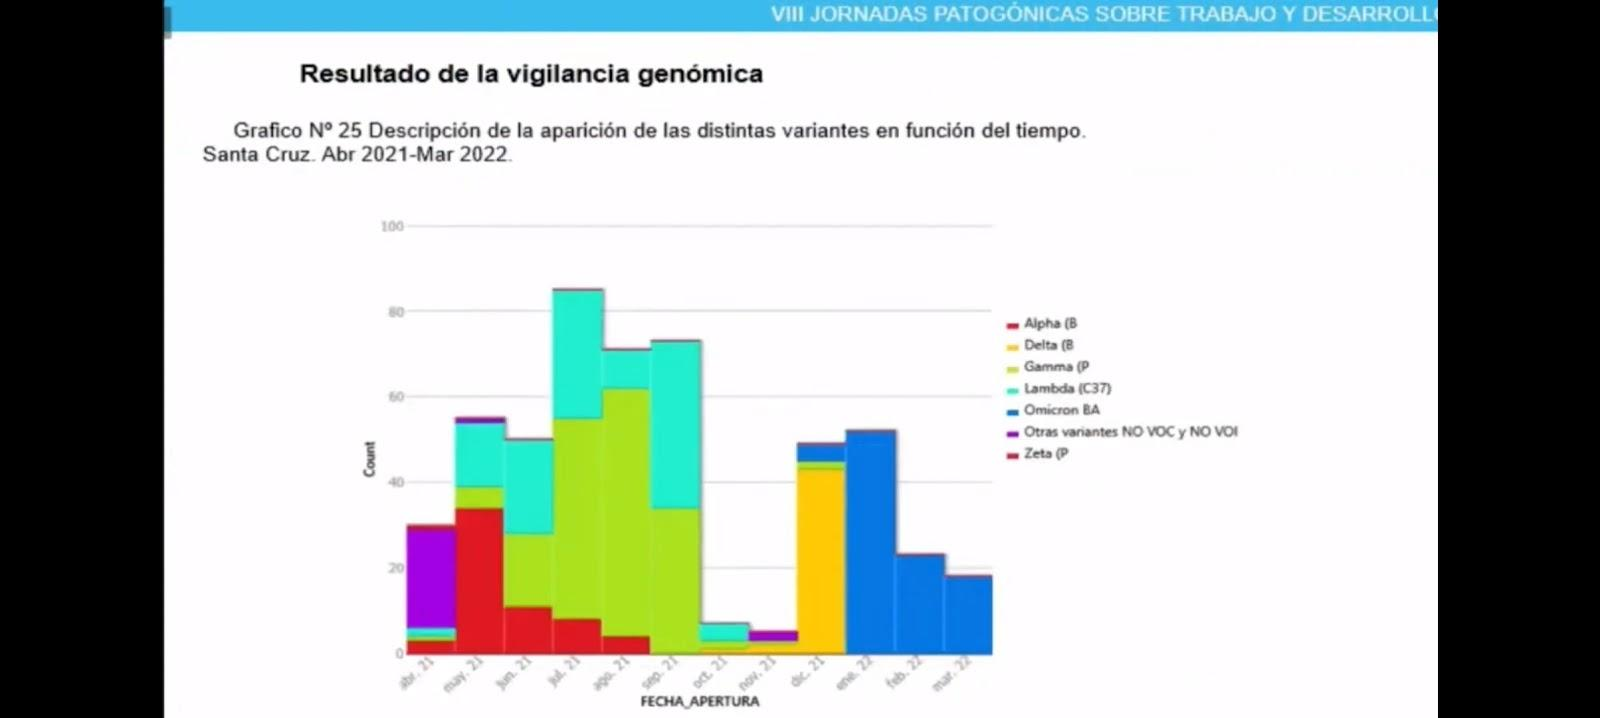 VIII JORNADAS PATOGÓNICAS SOBRE TRABAJO Y DESARROLLO
Resultado de la vigilancia genómica
Grafico Nº 25 Descripción de la aparición de las distintas variantes en función del tiempo.
Santa Cruz. Abr 2021-Mar 2022.
100
80
60
40
20
0
Count
Alpha (B
Delta (B
Gamma (P
Lambda (C37)
Omicron BA
Otras variantes NO VOC y NO VOI
Zeta (P
abr. 21
may. 21
jun. 21
jul. 21
ago. 21
sep. 21
oct. 21
nov. 21
dic. 21
ene. 22
feb. 22
mar. 22
FECHA_APERTURA